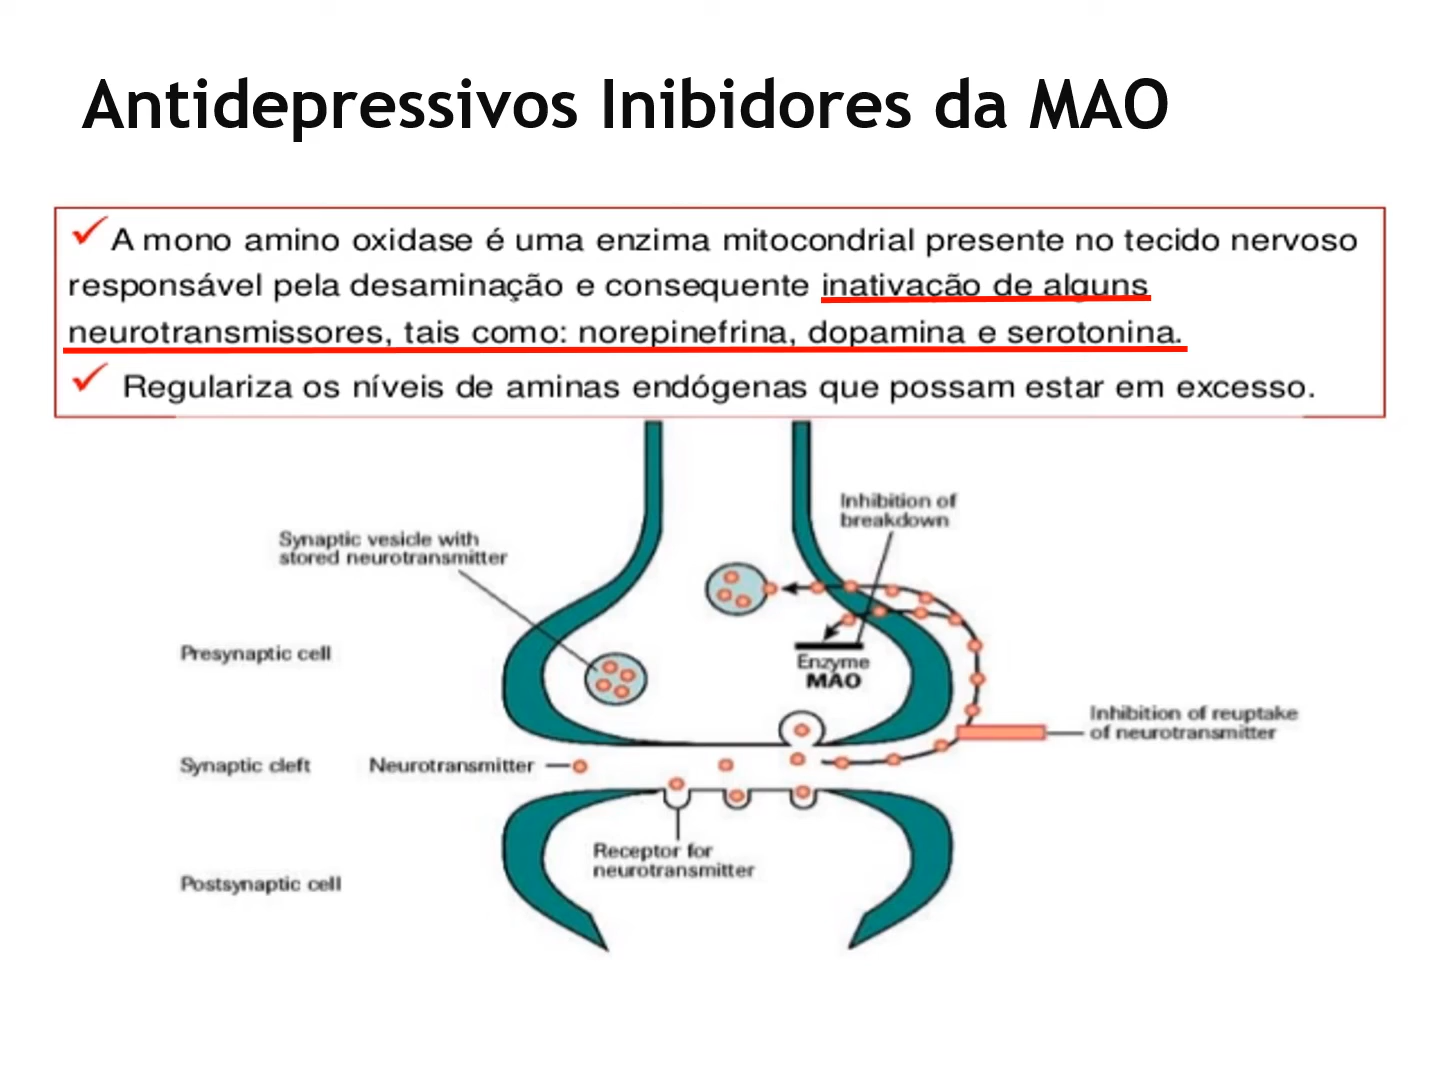 Antidepressivos Inibidores da MAO
✓A mono amino oxidase é uma enzima mitocondrial presente no tecido nervoso
responsável pela desaminação e consequente inativação de alguns
neurotransmissores, tais como: norepinefrina, dopamina e serotonina.
✓ Regulariza os níveis de aminas endógenas que possam estar em excesso.
Inhibition of
breakdown
Synaptic vesicle with
stored neurotransmitter
Presynaptic cell
Enzyme
MAO
Inhibition of reuptake
of neurotransmitter
Synaptic cleft
Neurotransmitter
Receptor for
neurotransmitter
Postsynaptic cell